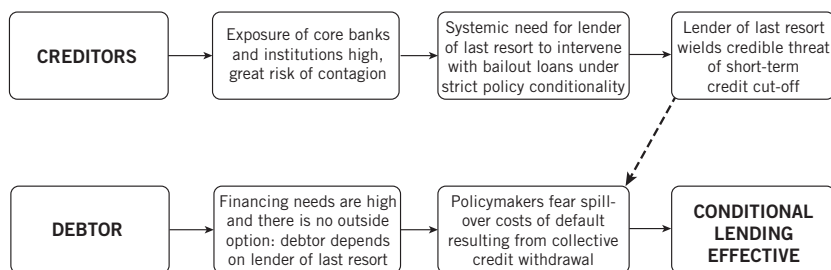 CREDITORS
Exposure of core banks
and institutions high,
great risk of contagion
Systemic need for lender
of last resort to intervene
with bailout loans under
strict policy conditionality
Lender of last resort
wields credible threat
of short-term
credit cut-off
DEBTOR
Financing needs are high
and there is no outside
option: debtor depends
on lender of last resort
Policymakers fear spill-
over costs of default
resulting from collective
credit withdrawal
CONDITIONAL
LENDING
EFFECTIVE